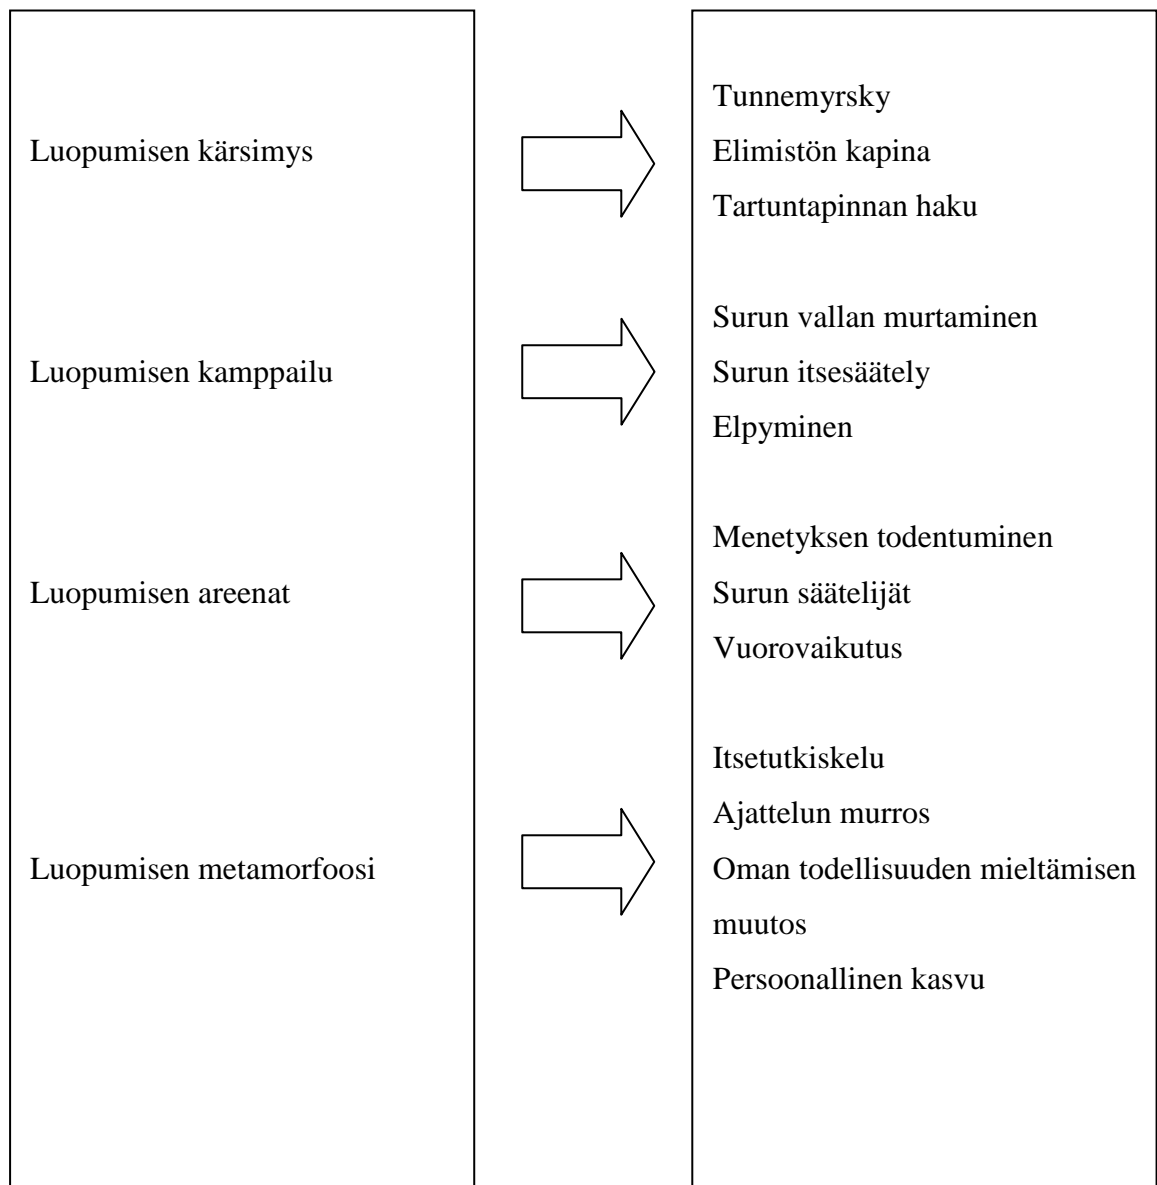 Luopumisen kärsimys
Tunnemyrsky
Elimistön kapina
Tartuntapinnan haku
Luopumisen kamppailu
Surun vallan murtaminen
Surun itsesäätely
Elpyminen
Luopumisen areenat
Menetyksen todentuminen
Surun säätelijät
Vuorovaikutus
Luopumisen metamorfoosi
Itsetutkiskelu
Ajattelun murros
Oman todellisuuden mieltämisen
muutos
Persoonallinen kasvu